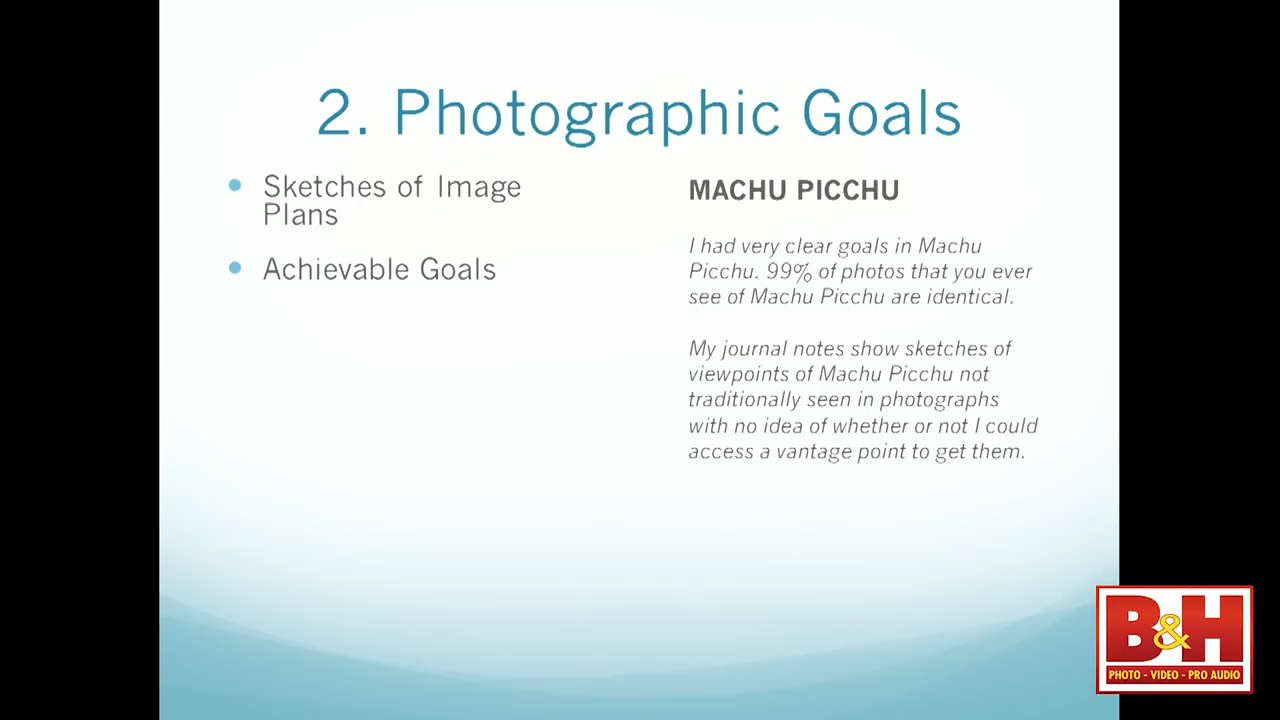 2. Photographic Goals
• Sketches of Image
Plans
• Achievable Goals
MACHU PICCHU
I had very clear goals in Machu
Picchu. 99% of photos that you ever
see of Machu Picchu are identical.
My journal notes show sketches of
viewpoints of Machu Picchu not
traditionally seen in photographs
with no idea of whether or not I could
access a vantage point to get them.
B&H
PHOTO - VIDEO - PRO AUDIO